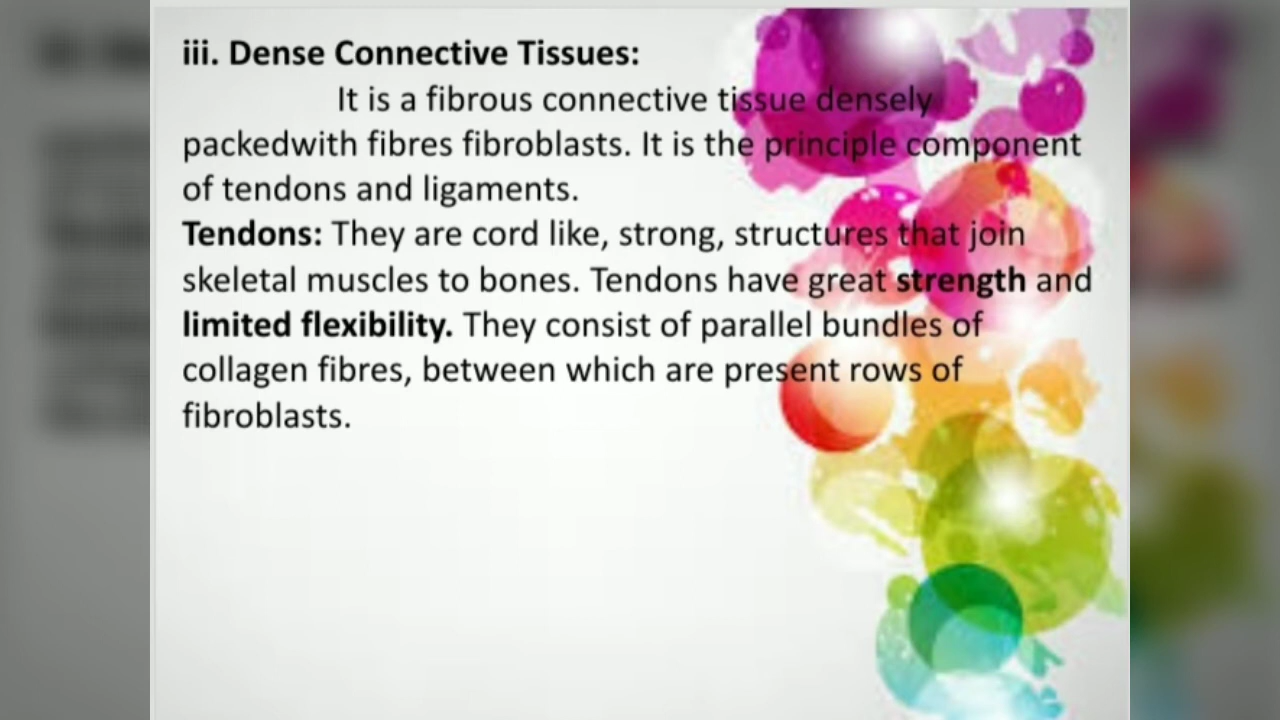 iii. Dense Connective Tissues:
It is a fibrous connective tissue densely
packedwith fibres fibroblasts. It is the principle component
of tendons and ligaments.
Tendons: They are cord like, strong, structures that join
skeletal muscles to bones. Tendons have great strength and
limited flexibility. They consist of parallel bundles of
collagen fibres, between which are present rows of
fibroblasts.